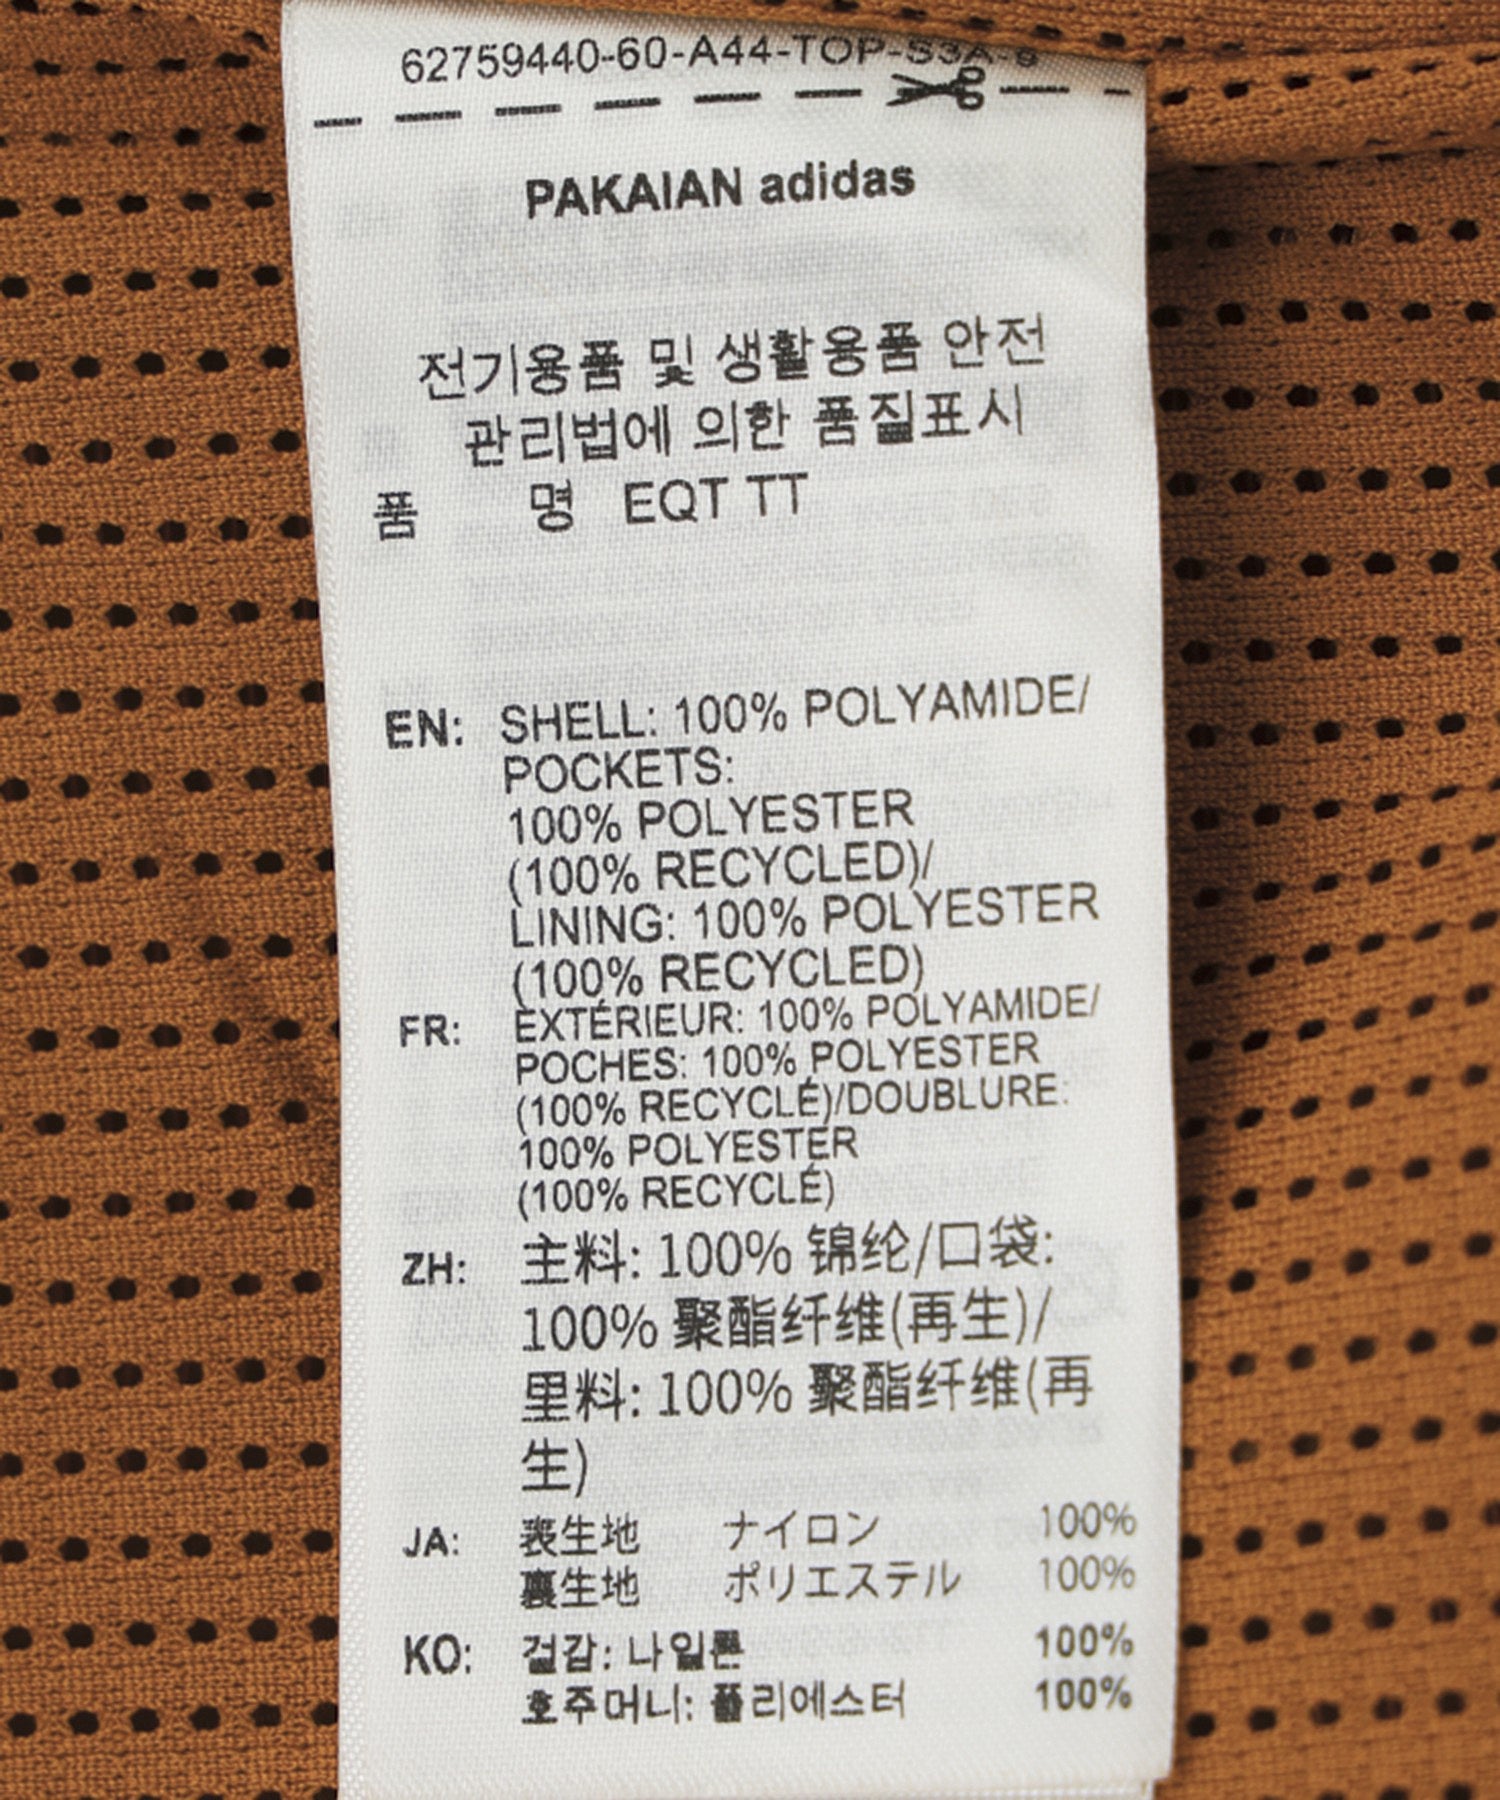 62759440-60-A44-TOP-S3A-
PAKAIAN adidas
전기용품 및 생활용품 안전
관리법에 의한 품질표시
품 명 EQT TT
EN: SHELL: 100% POLYAMIDE/
POCKETS:
100% POLYESTER
(100% RECYCLED)/
LINING: 100% POLYESTER
(100% RECYCLED)
FR: EXTÉRIEUR: 100% POLYAMIDE/
POCHES: 100% POLYESTER
(100% RECYCLÉ)/DOUBLURE:
100% POLYESTER
(100% RECYCLÉ)
ZH: 主料: 100% 锦纶/口袋:
100% 聚酯纤维(再生)/
里料: 100% 聚酯纤维(再
生)
JA: 表生地 ナイロン 100%
裏生地 ポリエステル 100%
KO: 겉감: 나일론 100%
호주머니: 폴리에스터 100%